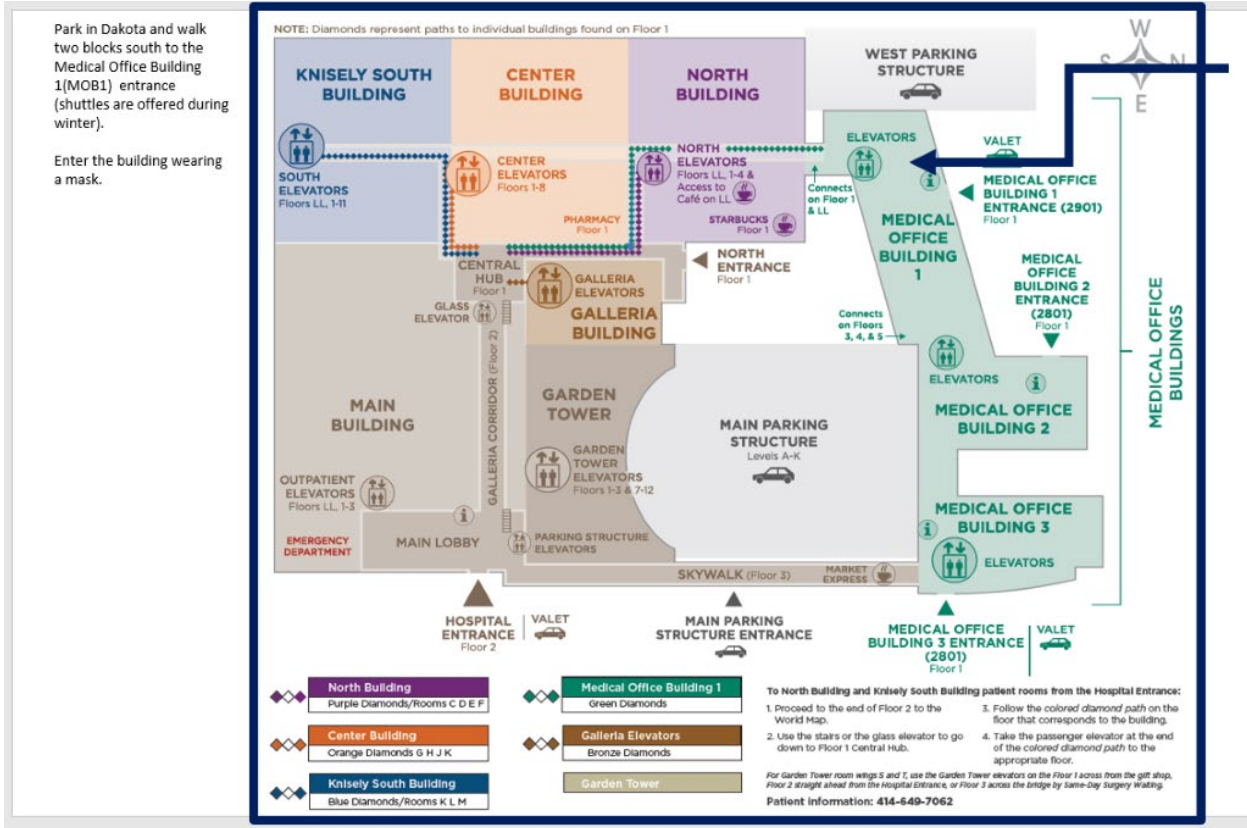 Park in Dakota and walk
two blocks south to the
Medical Office Building
1(MOB1) entrance
(shuttles are offered during
winter).
Enter the building wearing
a mask.
NOTE: Diamonds represent paths to individual buildings found on Floor 1
W
S
N
E
KNISELY SOUTH
BUILDING
CENTER
BUILDING
NORTH
BUILDING
WEST PARKING
STRUCTURE
SOUTH
ELEVATORS
Floors LL, 1-11
CENTER
ELEVATORS
Floors 1-8
PHARMACY
Floor 1
NORTH
ELEVATORS
Floors LL, 1-4 &
Access to
Café on LL
STARBUCKS
Floor 1
ELEVATORS
Connects
on Floor 1
& LL
VALET
MEDICAL OFFICE
BUILDING 1
ENTRANCE (2901)
Floor 1
MEDICAL
OFFICE
BUILDING
1
MEDICAL
OFFICE
BUILDING 2
ENTRANCE
(2801)
Floor 1
MEDICAL OFFICE
BUILDINGS
CENTRAL
HUB
Floor 1
GLASS
ELEVATOR
GALLERIA
ELEVATORS
GALLERIA
BUILDING
NORTH
ENTRANCE
Floor 1
Connects
on Floors
3, 4, & 5
ELEVATORS
MEDICAL OFFICE
BUILDING 2
MAIN
BUILDING
GALLERIA CORRIDOR (Floor 2)
GARDEN
TOWER
GARDEN
TOWER
ELEVATORS
Floors 1-3 & 7-12
MAIN PARKING
STRUCTURE
Levels A-K
OUTPATIENT
ELEVATORS
Floors LL, 1-3
EMERGENCY
DEPARTMENT
MAIN LOBBY
PARKING STRUCTURE
ELEVATORS
SKYWALK (Floor 3)
MARKET
EXPRESS
MEDICAL OFFICE
BUILDING 3
ELEVATORS
HOSPITAL
ENTRANCE
Floor 2
VALET
MAIN PARKING
STRUCTURE ENTRANCE
MEDICAL OFFICE
BUILDING 3 ENTRANCE
(2801)
Floor 1
VALET
North Building
Purple Diamonds/Rooms C D E F
Center Building
Orange Diamonds G H J K
Knisely South Building
Blue Diamonds/Rooms K L M
Medical Office Building 1
Green Diamonds
Galleria Elevators
Bronze Diamonds
Garden Tower
To North Building and Knisely South Building patient rooms from the Hospital Entrance:
1. Proceed to the end of Floor 2 to the
World Map.
2. Use the stairs or the glass elevator to go
down to Floor 1 Central Hub.
3. Follow the colored diamond path on the
floor that corresponds to the building.
4. Take the passenger elevator at the end
of the colored diamond path to the
appropriate floor.
For Garden Tower room wings S and T, use the Garden Tower elevators on the Floor 1 across from the gift shop,
Floor 2 straight ahead from the Hospital Entrance, or Floor 3 across the bridge by Same-Day Surgery Waiting.
Patient information: 414-649-7062